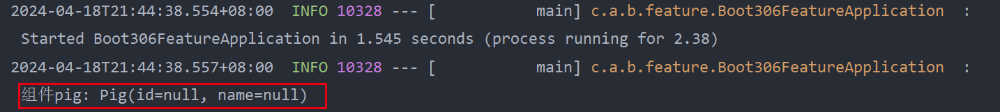 2024-04-18T21:44:38.554+08:00  INFO 10328 --- [           main] c.a.b.feature.Boot306FeatureApplication  :
Started Boot306FeatureApplication in 1.545 seconds (process running for 2.38)
2024-04-18T21:44:38.557+08:00  INFO 10328 --- [           main] c.a.b.feature.Boot306FeatureApplication  :
组件pig: Pig(id=null, name=null)